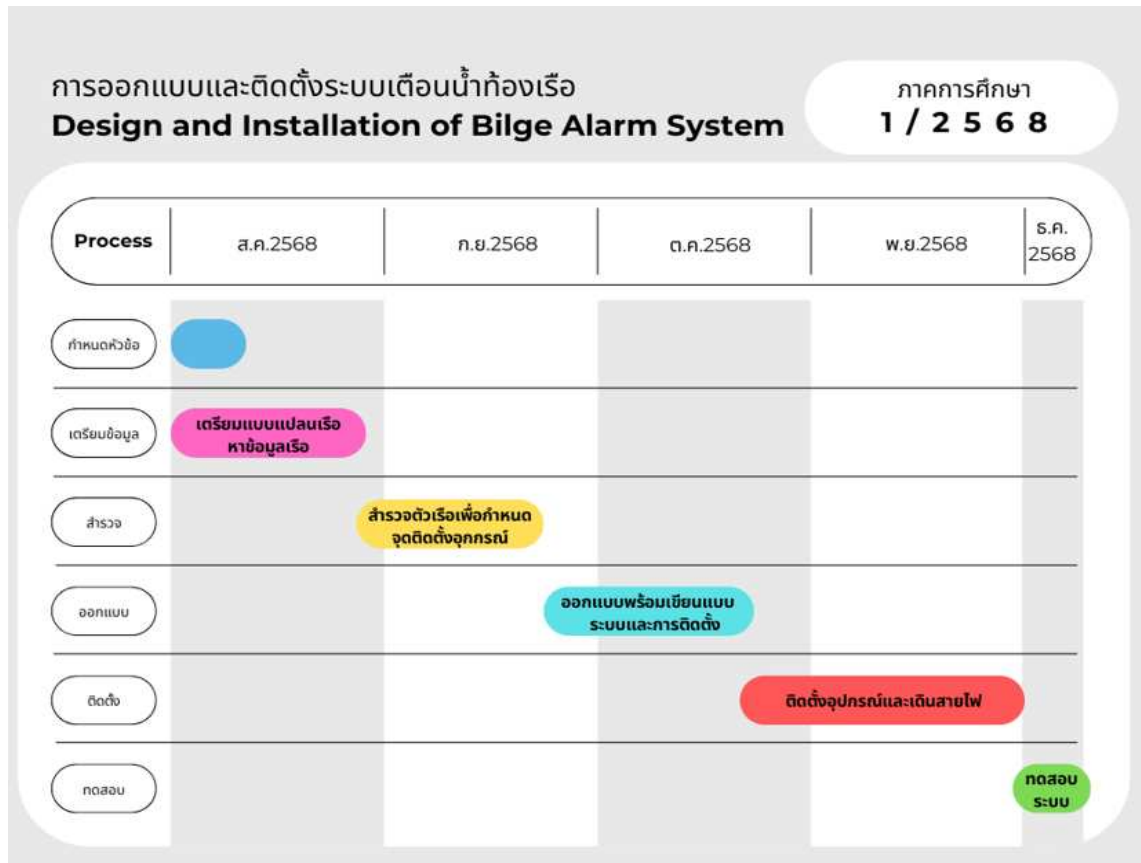 การออกแบบและติดตั้งระบบเตือนน้ำท้องเรือ
Design and Installation of Bilge Alarm System
ภาคการศึกษา
1 / 2 5 6 8
Process
ส.ค.2568
ก.ย.2568
ต.ค.2568
พ.ย.2568
ธ.ค.
2568
กำหนดหัวข้อ
เตรียมข้อมูล
เตรียมแบบแปลนเรือ
หาข้อมูลเรือ
สำรวจ
สำรวจตัวเรือเพื่อกำหนด
จุดติดตั้งอุกกรณ์
ออกแบบ
ออกแบบพร้อมเขียนแบบ
ระบบและการติดตั้ง
ติดตั้ง
ติดตั้งอุปกรณ์และเดินสายไฟ
ทดสอบ
ทดสอบ
ระบบ